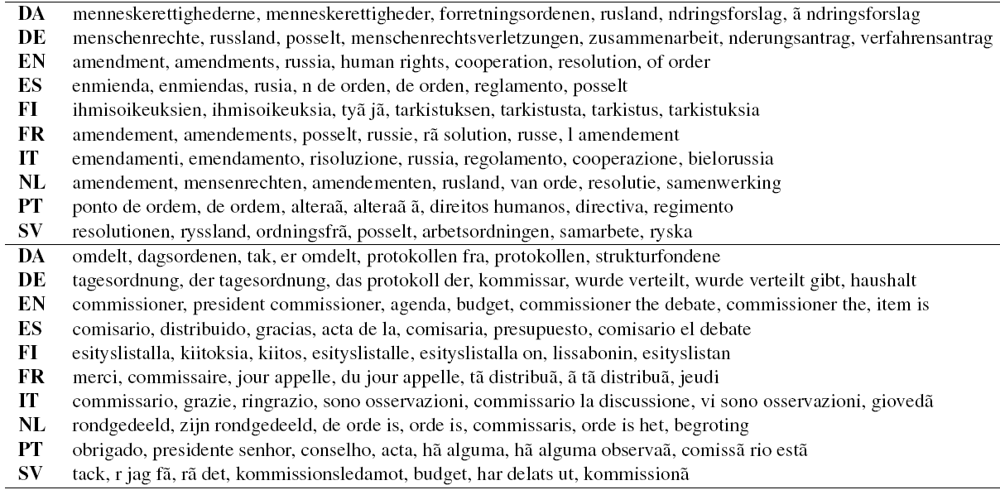 DA menneskerettighederne, menneskerettigheder, forretningsordenen, rusland, ndringsforslag, ã ndringsforslag
DE menschenrechte, russland, posselt, menschenrechtsverletzungen, zusammenarbeit, nderungsantrag, verfahrensantrag
EN amendment, amendments, russia, human rights, cooperation, resolution, of order
ES enmienda, enmiendas, rusia, n de orden, de orden, reglamento, posselt
FI ihmisoikeuksien, ihmisoikeuksia, tyã jã, tarkistuksen, tarkistusta, tarkistus, tarkistuksia
FR amendement, amendements, posselt, russie, rã solution, russe, l amendement
IT emendamenti, emendamento, risoluzione, russia, regolamento, cooperazione, bielorussia
NL amendement, mensenrechten, amendementen, rusland, van orde, resolutie, samenwerking
PT ponto de ordem, de ordem, alteraã, alteraã ã, direitos humanos, directiva, regimento
SV resolutionen, ryssland, ordningsfrã, posselt, arbetsordningen, samarbete, ryska
DA omdelt, dagsordenen, tak, er omdelt, protokollen fra, protokollen, strukturfondene
DE tagesordnung, der tagesordnung, das protokoll der, kommissar, wurde verteilt, wurde verteilt gibt, haushalt
EN commissioner, president commissioner, agenda, budget, commissioner the debate, commissioner the, item is
ES comisario, distribuido, gracias, acta de la, comisaria, presupuesto, comisario el debate
FI esityslistalla, kiitoksia, kiitos, esityslistalle, esityslistalla on, lissabonin, esityslistan
FR merci, commissaire, jour appelle, du jour appelle, tã distribuã, ã tã distribuã, jeudi
IT commissario, grazie, ringrazio, sono osservazioni, commissario la discussione, vi sono osservazioni, giovedã
NL rondgedeeld, zijn rondgedeeld, de orde is, orde is, commissaris, orde is het, begroting
PT obrigado, presidente senhor, conselho, acta, hã alguma, hã alguma observaã, comissã rio estã
SV tack, r jag fã, rã det, kommissionsledamot, budget, har delats ut, kommissionã